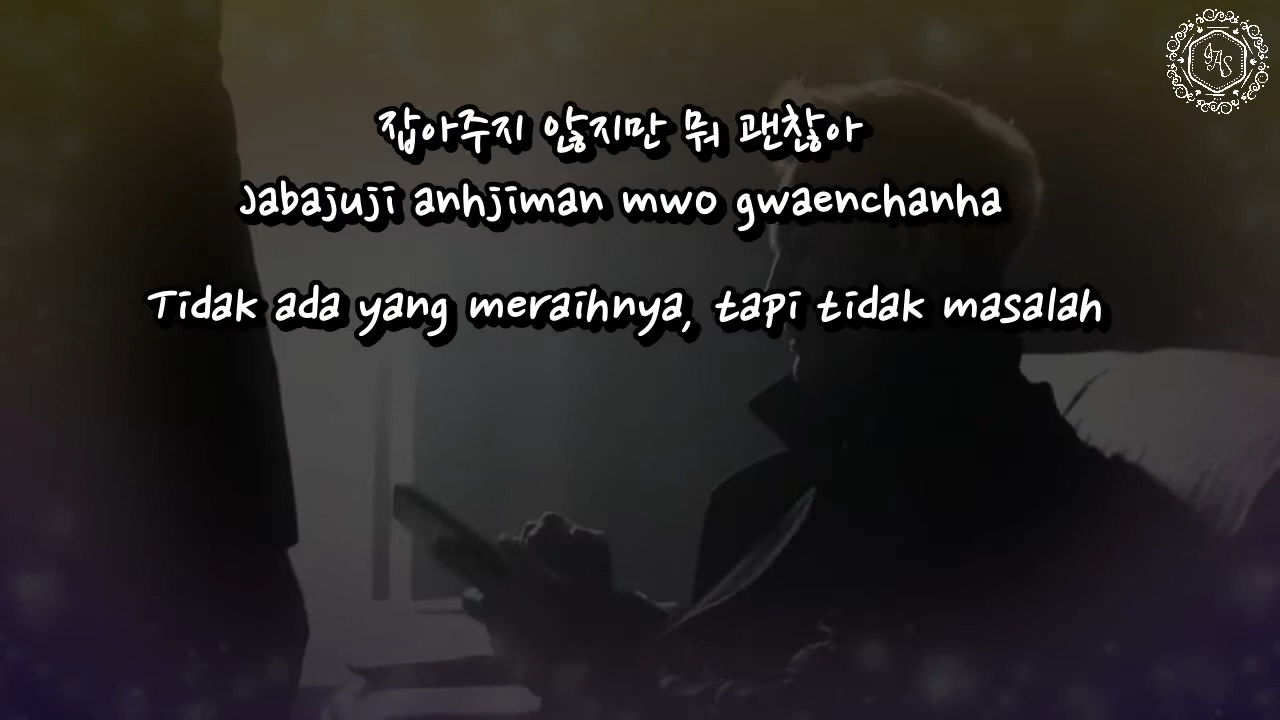 잡아주지 않지만 뭐 괜찮아
Jabajuji anhjiman mwo gwaenchanha
Tidak ada yang meraihnya, tapi tidak masalah